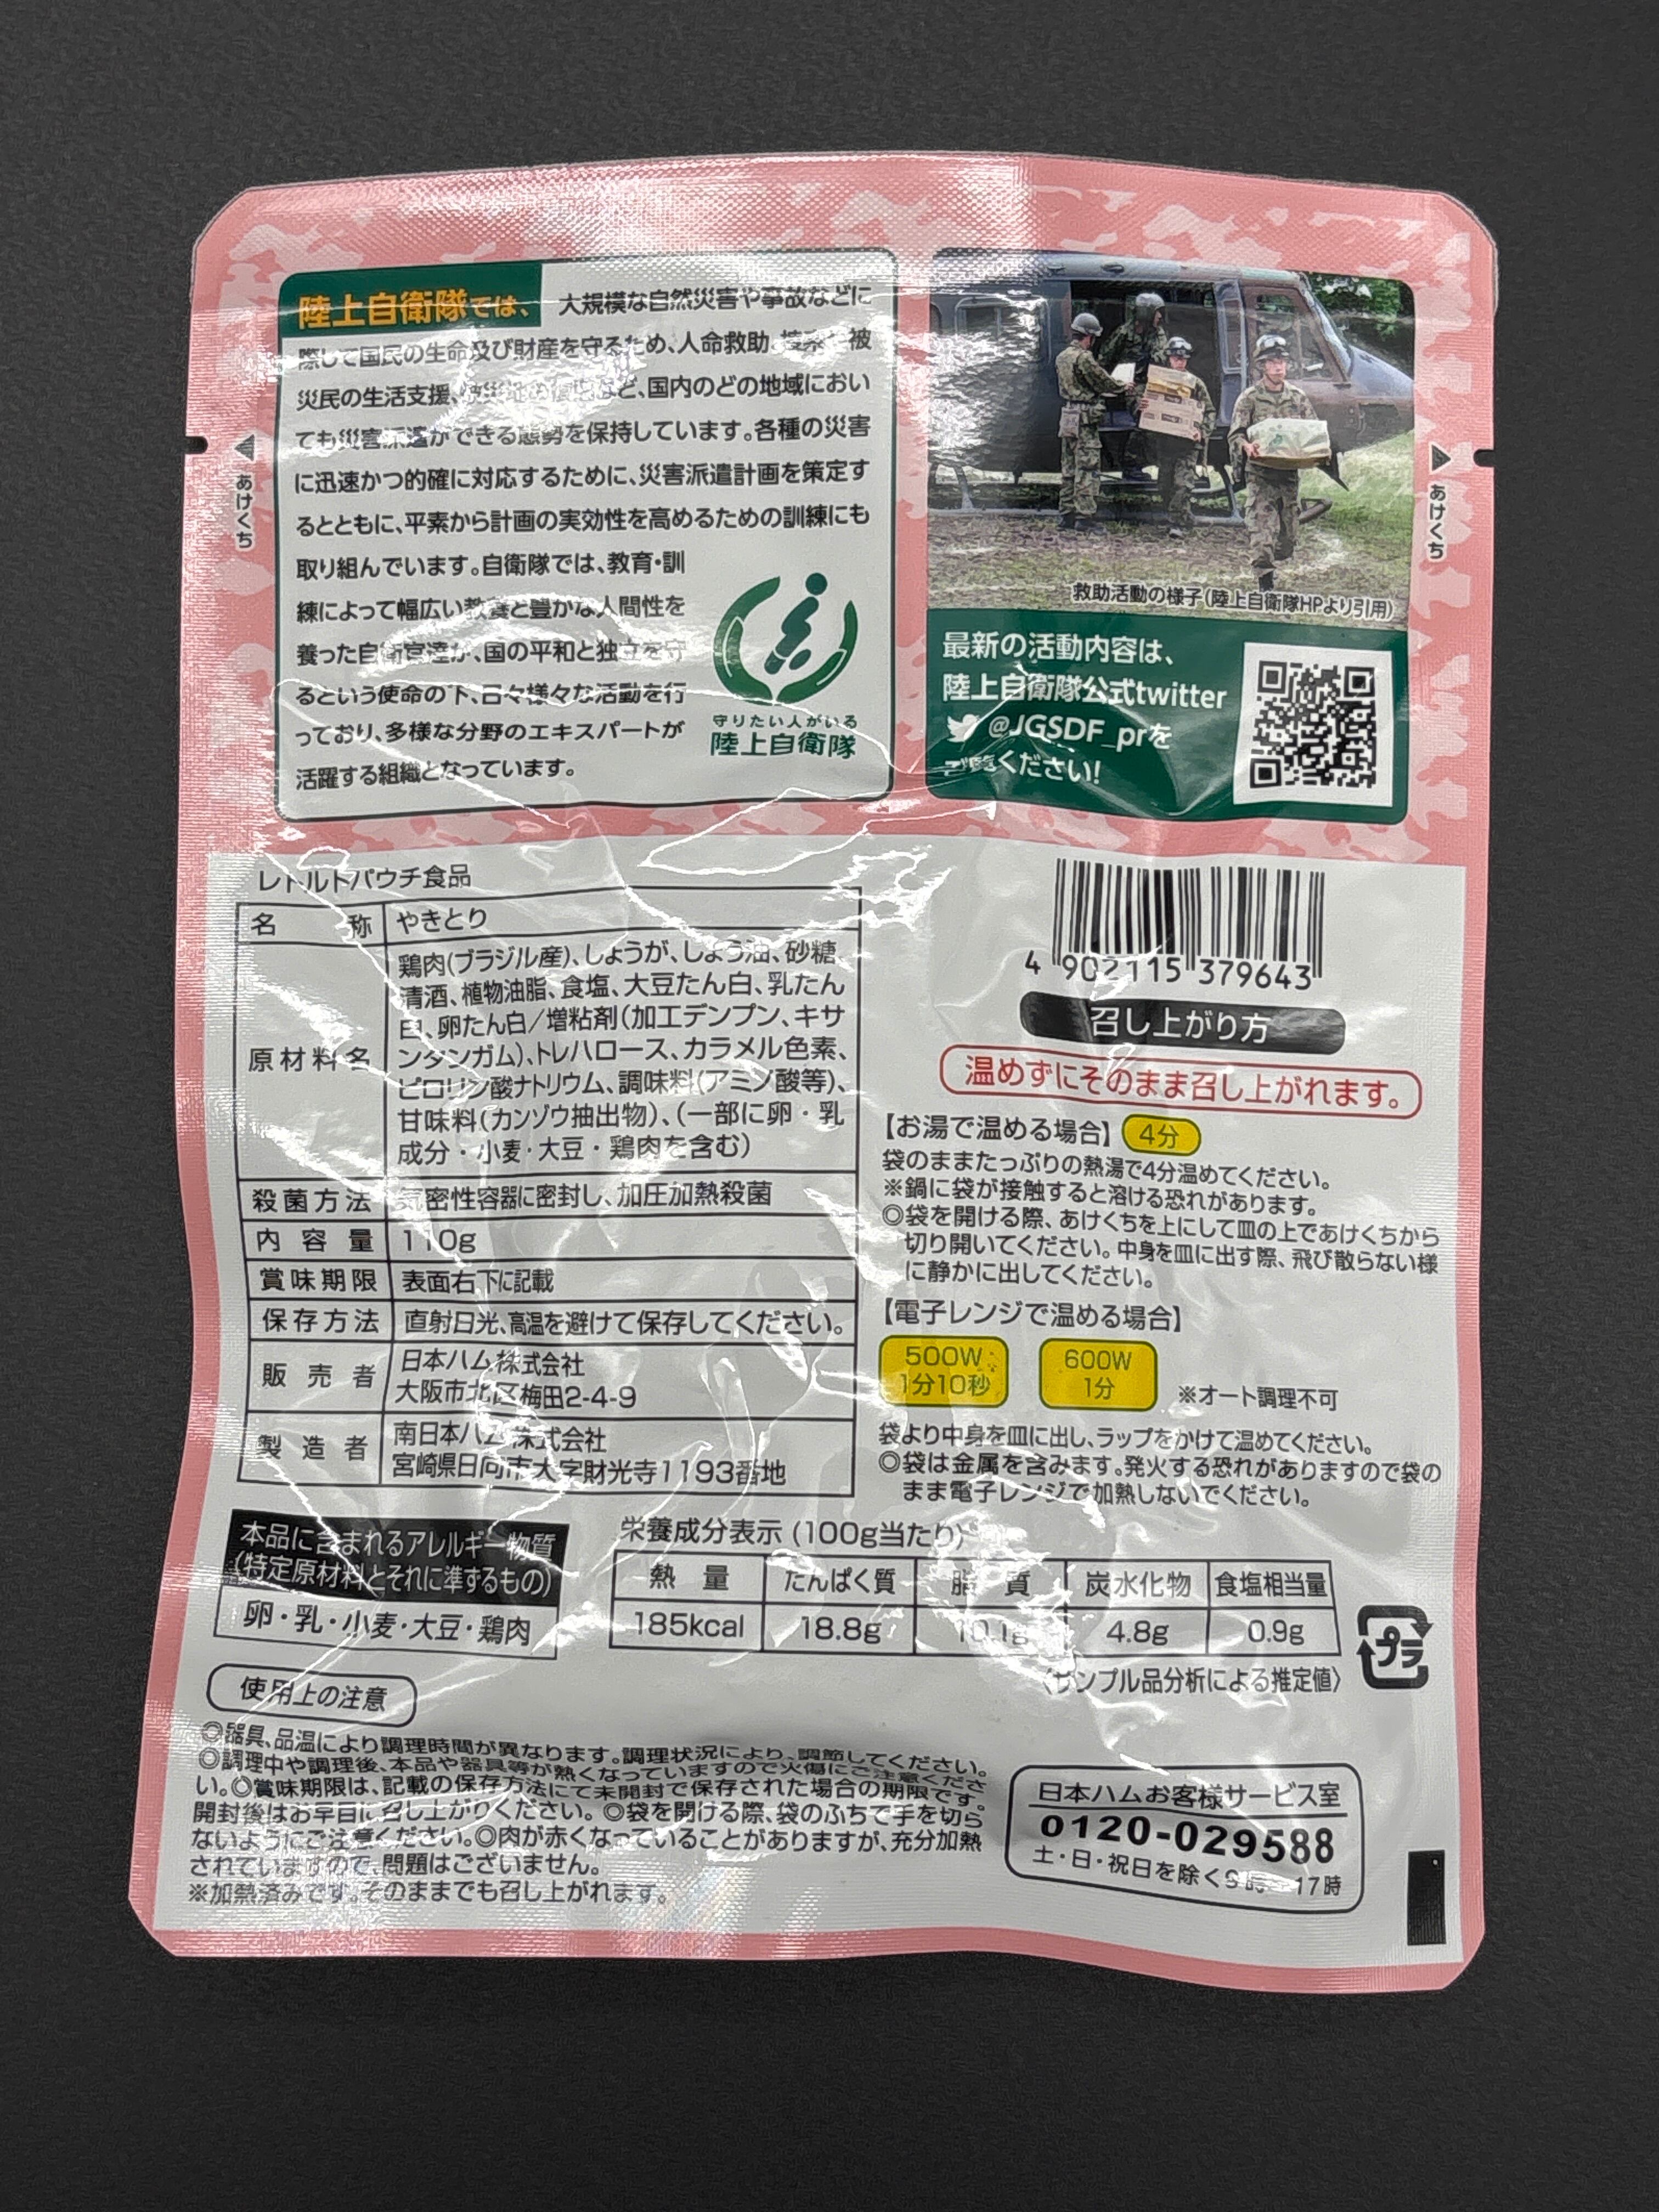 陸上自衛隊では、大規模な自然災害や事故などに
際して国民の生命及び財産を守るため、人命救助、被
災民の生活支援、など、国内のどの地域におい
ても災害派遣ができる態勢を保持しています。各種の災害
に迅速かつ的確に対応するために、災害派遣計画を策定す
るとともに、平素から計画の実効性を高めるための訓練にも
取り組んでいます。自衛隊では、教育・訓
練によって幅広い教養と豊かな人間性を
養った自衛官達が、国の平和と独立を守
るという使命の下、日々様々な活動を行
っており、多様な分野のエキスパートが
活躍する組織となっています。
守りたい人がいる
陸上自衛隊
◀あけくち
▶あけくち
救助活動の様子(陸上自衛隊HPより引用)
最新の活動内容は、
陸上自衛隊公式twitter
@JGSDF_prを
ご覧ください!
レトルトパウチ食品
名称 やきとり
原材料名 鶏肉(ブラジル産)、しょうが、しょう油、砂糖、
清酒、植物油脂、食塩、大豆たん白、乳たん
白、卵たん白/増粘剤(加工デンプン、キサ
ンタンガム)、トレハロース、カラメル色素、
ピロリン酸ナトリウム、調味料(アミノ酸等)、
甘味料(カンゾウ抽出物)、(一部に卵・乳
成分・小麦・大豆・鶏肉を含む)
殺菌方法 気密性容器に密封し、加圧加熱殺菌
内容量 110g
賞味期限 表面右下に記載
保存方法 直射日光、高温を避けて保存してください。
販売者 日本ハム株式会社
大阪市北区梅田2-4-9
製造者 南日本ハム株式会社
宮崎県日向市大字財光寺1193番地
4 902115 379643
召し上がり方
温めずにそのまま召し上がれます。
【お湯で温める場合】 4分
袋のままたっぷりの熱湯で4分温めてください。
※鍋に袋が接触すると溶ける恐れがあります。
◎袋を開ける際、あけくちを上にして皿の上であけくちから
切り開いてください。中身を皿に出す際、飛び散らない様
に静かに出してください。
【電子レンジで温める場合】
500W 1分10秒
600W 1分
※オート調理不可
袋より中身を皿に出し、ラップをかけて温めてください。
◎袋は金属を含みます。発火する恐れがありますので袋の
まま電子レンジで加熱しないでください。
本品に含まれるアレルギー物質
(特定原材料とそれに準ずるもの)
卵・乳・小麦・大豆・鶏肉
栄養成分表示(100g当たり)
熱量 たんぱく質 脂質 炭水化物 食塩相当量
185kcal 18.8g 10.1g 4.8g 0.9g
〈サンプル品分析による推定値〉
プラ
使用上の注意
◎器具、品温により調理時間が異なります。調理状況により、調節してください。
◎調理中や調理後、本品や器具等が熱くなっていますので火傷にご注意くださ
い。◎賞味期限は、記載の保存方法にて未開封で保存された場合の期限です。
開封後はお早目に召し上がりください。◎袋を開ける際、袋のふちで手を切ら
ないようにご注意ください。◎肉が赤くなっていることがありますが、充分加熱
されていますので、問題はございません。
※加熱済みです。そのままでも召し上がれます。
日本ハムお客様サービス室
0120-029588
土・日・祝日を除く9時～17時